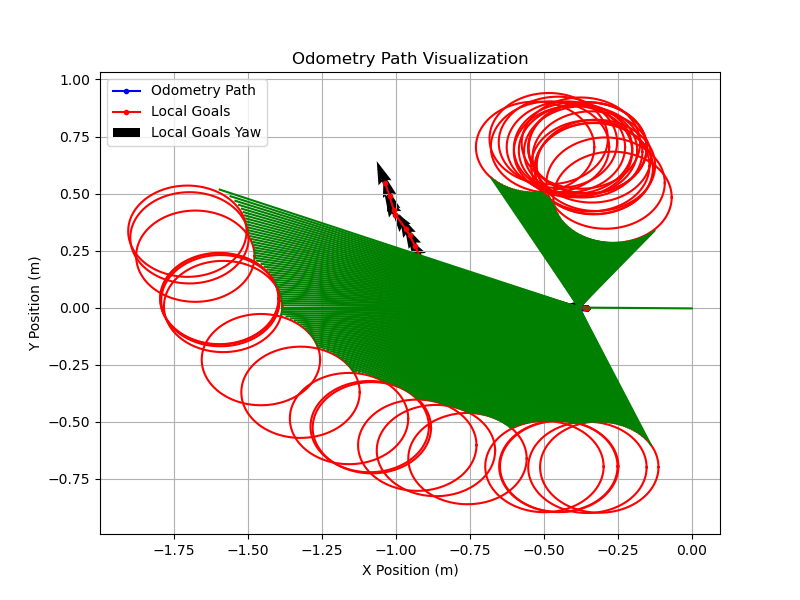 Odometry Path Visualization
Odometry Path
Local Goals
Local Goals Yaw
Y Position (m)
1.00
0.75
0.50
0.25
0.00
−0.25
−0.50
−0.75
−1.75 −1.50 −1.25 −1.00 −0.75 −0.50 −0.25 0.00
X Position (m)